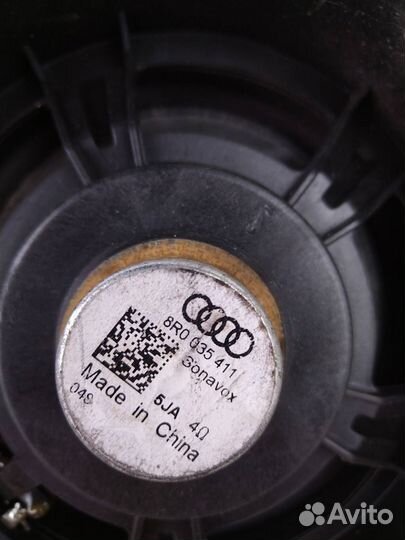 8R0 035 411
Sonavox
5JA 4Ω
Made in China
049
Avito